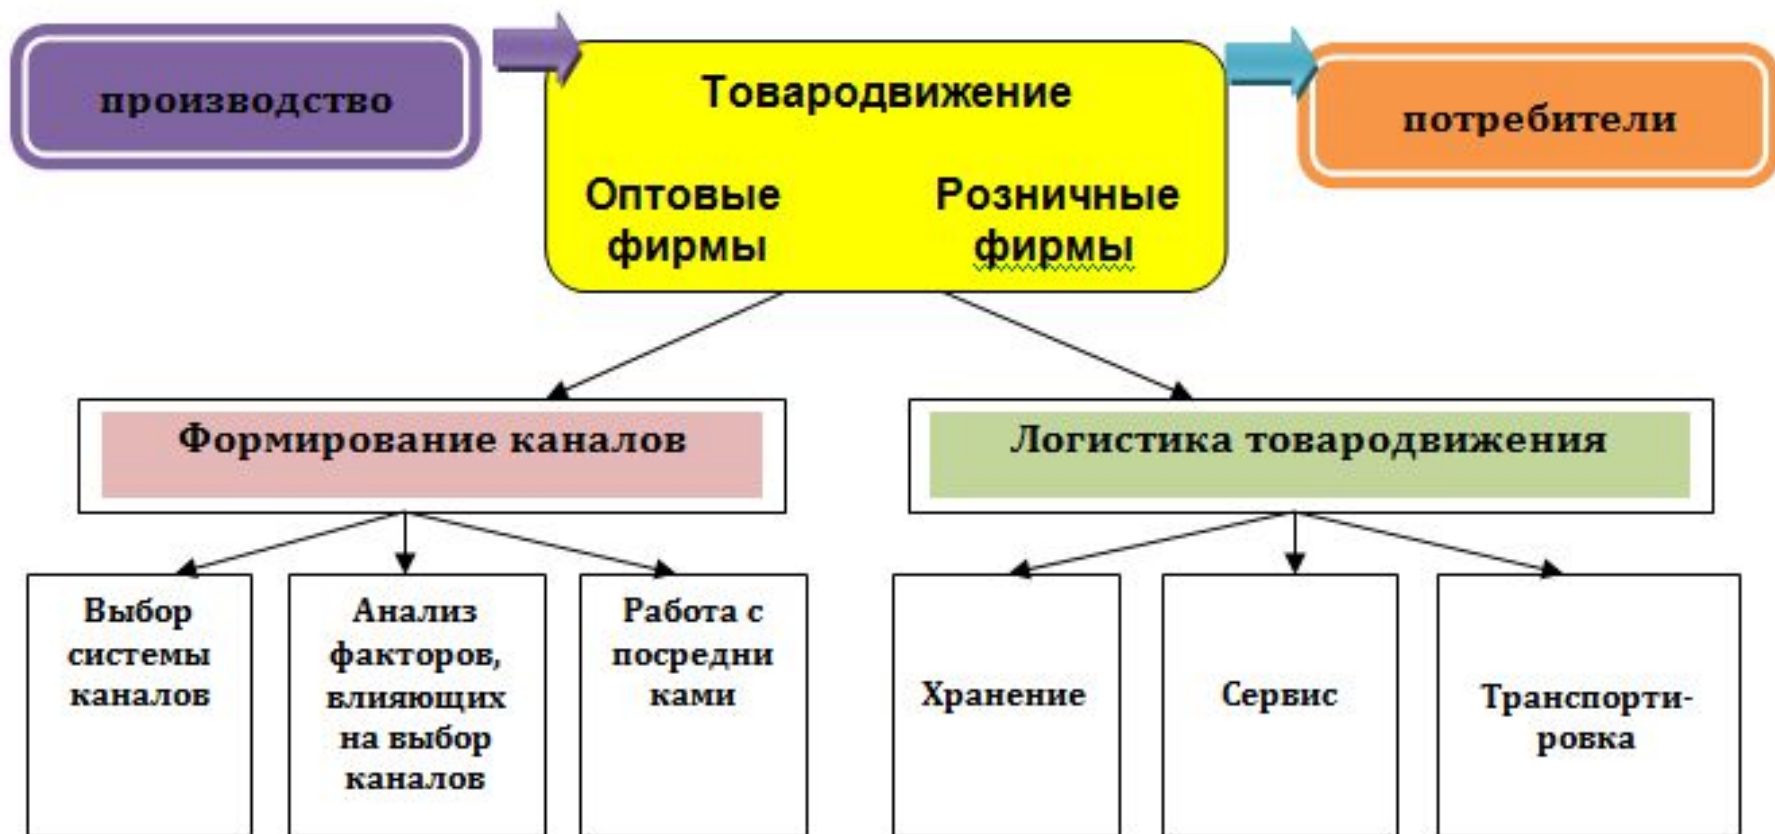 производство
Товародвижение
потребители
Оптовые
фирмы
Розничные
фирмы
Формирование каналов
Логистика товародвижения
Выбор
системы
каналов
Анализ
факторов,
влияющих
на выбор
каналов
Работа с
посредни
ками
Хранение
Сервис
Транспорти-
ровка